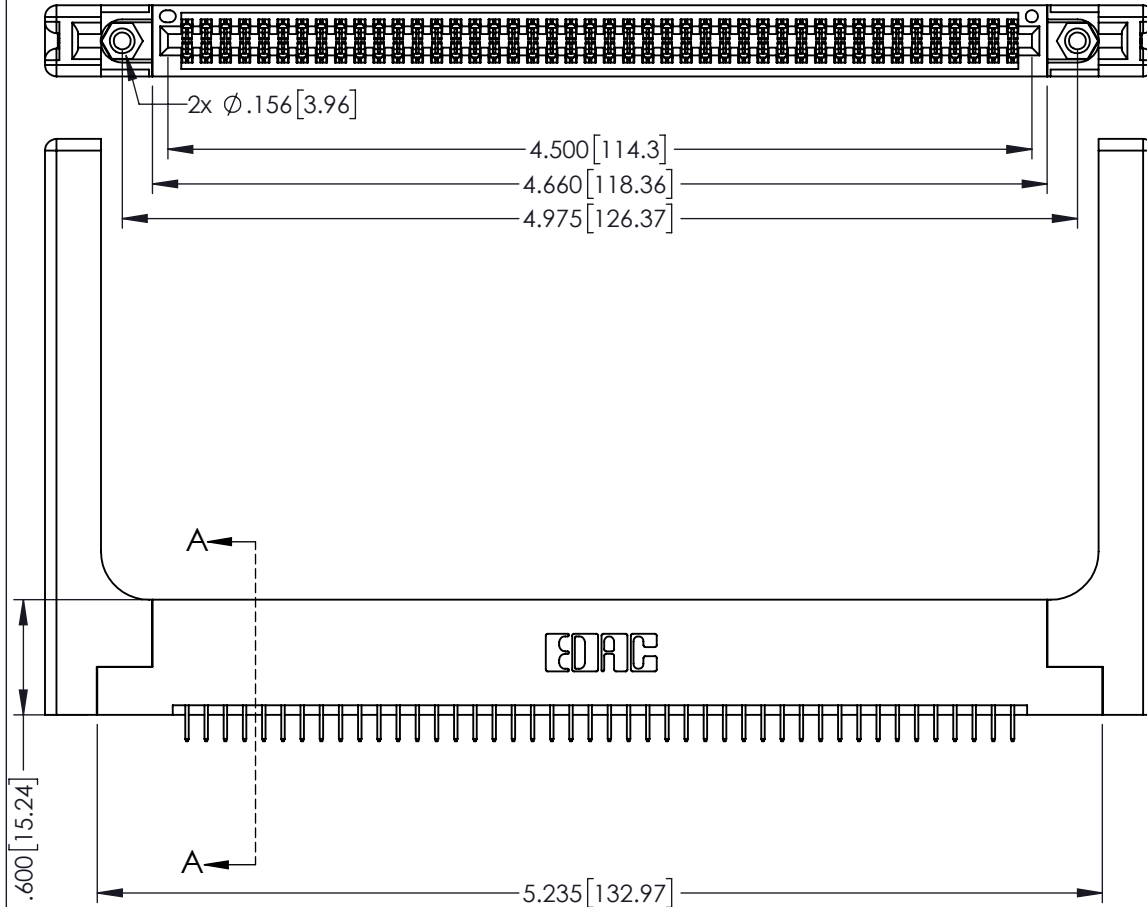 2x ∅.156[3.96]
4.500[114.3]
4.660[118.36]
4.975[126.37]
A
EDAC
.600[15.24]
A
5.235[132.97]